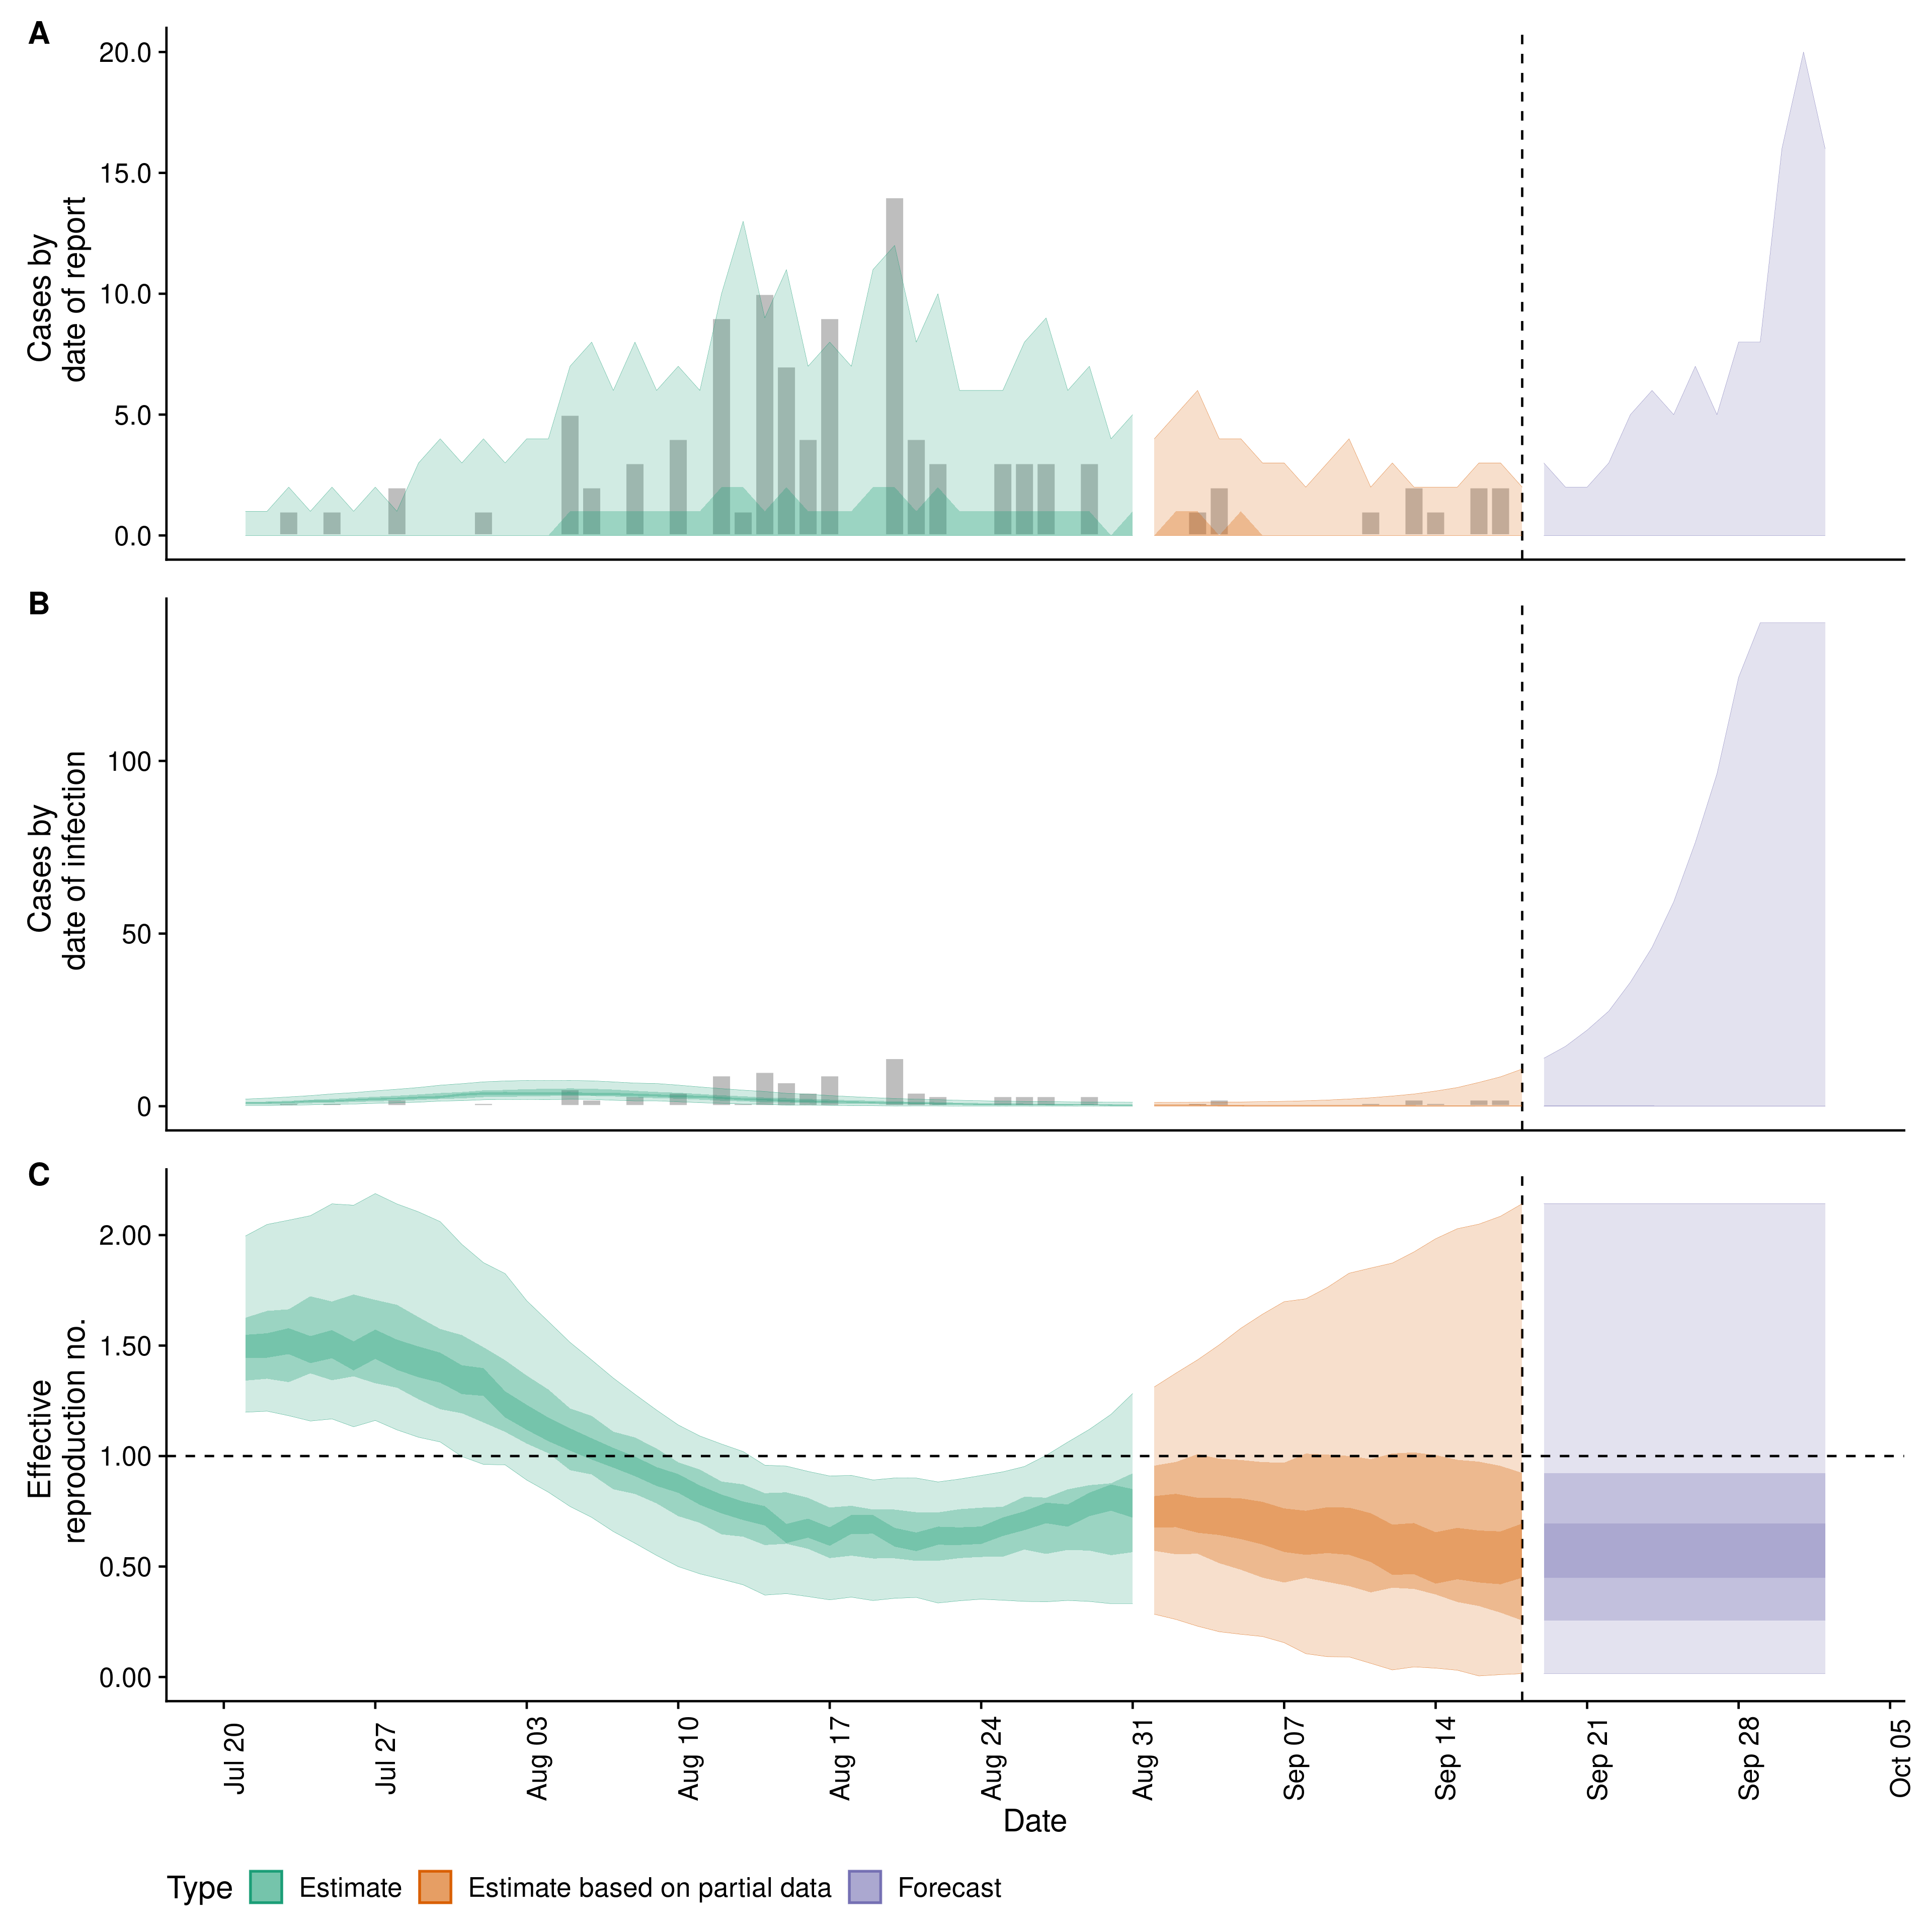 A
20.0
15.0
10.0
5.0
0.0
Cases by
date of report
B
100
50
0
Cases by
date of infection
C
2.00
1.50
1.00
0.50
0.00
Effective
reproduction no.
Jul 20
Jul 27
Aug 03
Aug 10
Aug 17
Aug 24
Aug 31
Sep 07
Sep 14
Sep 21
Sep 28
Oct 05
Date
Type Estimate Estimate based on partial data Forecast